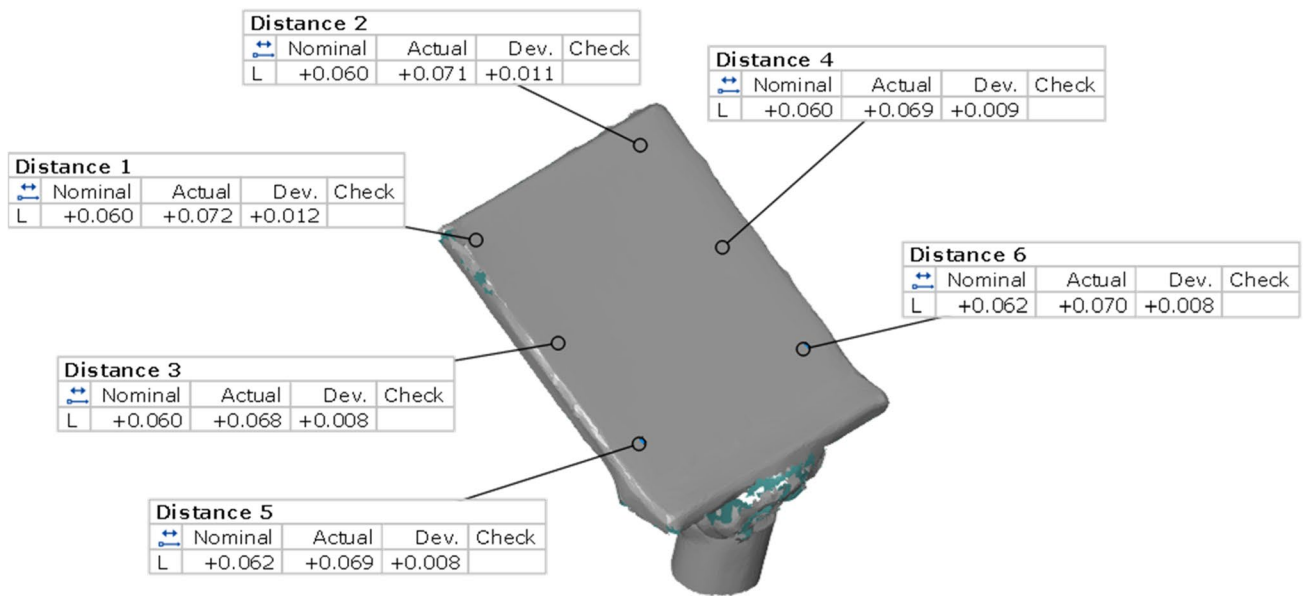 Distance 2
Nominal Actual Dev. Check
L +0.060 +0.071 +0.011
Distance 4
Nominal Actual Dev. Check
L +0.060 +0.069 +0.009
Distance 1
Nominal Actual Dev. Check
L +0.060 +0.072 +0.012
Distance 6
Nominal Actual Dev. Check
L +0.062 +0.070 +0.008
Distance 3
Nominal Actual Dev. Check
L +0.060 +0.068 +0.008
Distance 5
Nominal Actual Dev. Check
L +0.062 +0.069 +0.008